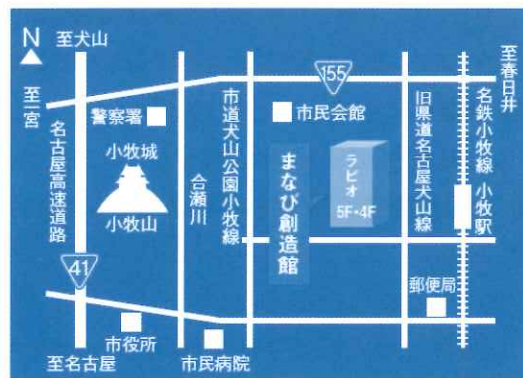 N
至犬山
至一宮
名古屋高速道路
41
至名古屋
警察署
小牧城
小牧山
合瀬川
市道犬山公園小牧線
155
市民会館
まなび創造館
ラピオ
5F・4F
旧県道名古屋犬山線
名鉄小牧線 小牧駅
至春日井
郵便局
市役所
市民病院